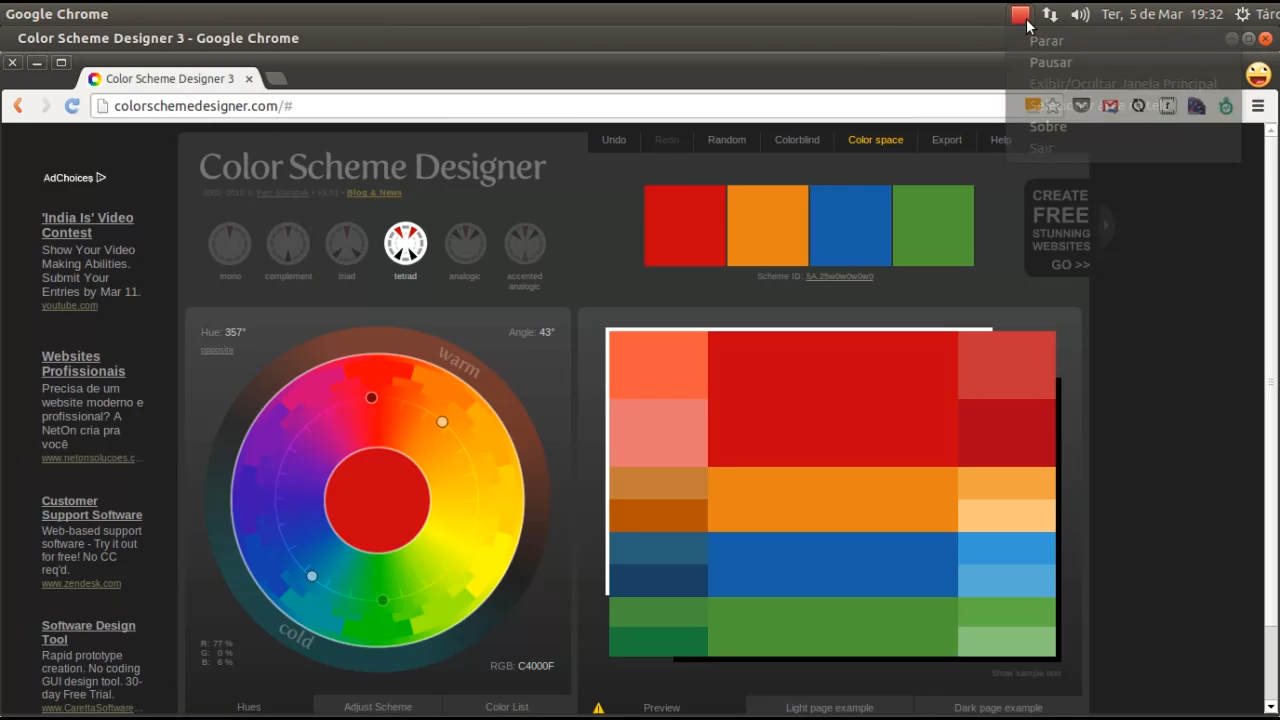 Google Chrome
Ter, 5 de Mar 19:32
Táro
Color Scheme Designer 3 - Google Chrome
Parar
Pausar
Exibir/Ocultar Janela Principal
Sobre
Sair
Color Scheme Designer 3
colorschemedesigner.com/#
Undo
Redo
Random
Colorblind
Color space
Export
Help
Color Scheme Designer
Blog & News
mono
complement
triad
tetrad
analogic
accented
analogic
Scheme ID: 5A.25w0w0w0w0
CREATE
FREE
STUNNING
WEBSITES
GO >>
AdChoices
'India Is' Video
Contest
Show Your Video
Making Abilities.
Submit Your
Entries by Mar 11.
youtube.com
Websites
Profissionais
Precisa de um
website moderno e
profissional? A
NetOn cria pra
você
www.netonsolucoes.c...
Customer
Support Software
Web-based support
software - Try it out
for free! No CC
req'd.
www.zendesk.com
Software Design
Tool
Rapid prototype
creation. No coding
GUI design tool. 30-
day Free Trial.
www.CarettaSoftware...
Hue: 357°
Angle: 43°
opposite
warm
cold
R: 77 %
G: 0 %
B: 6 %
RGB: C4000F
Show sample text
Hues
Adjust Scheme
Color List
Preview
Light page example
Dark page example